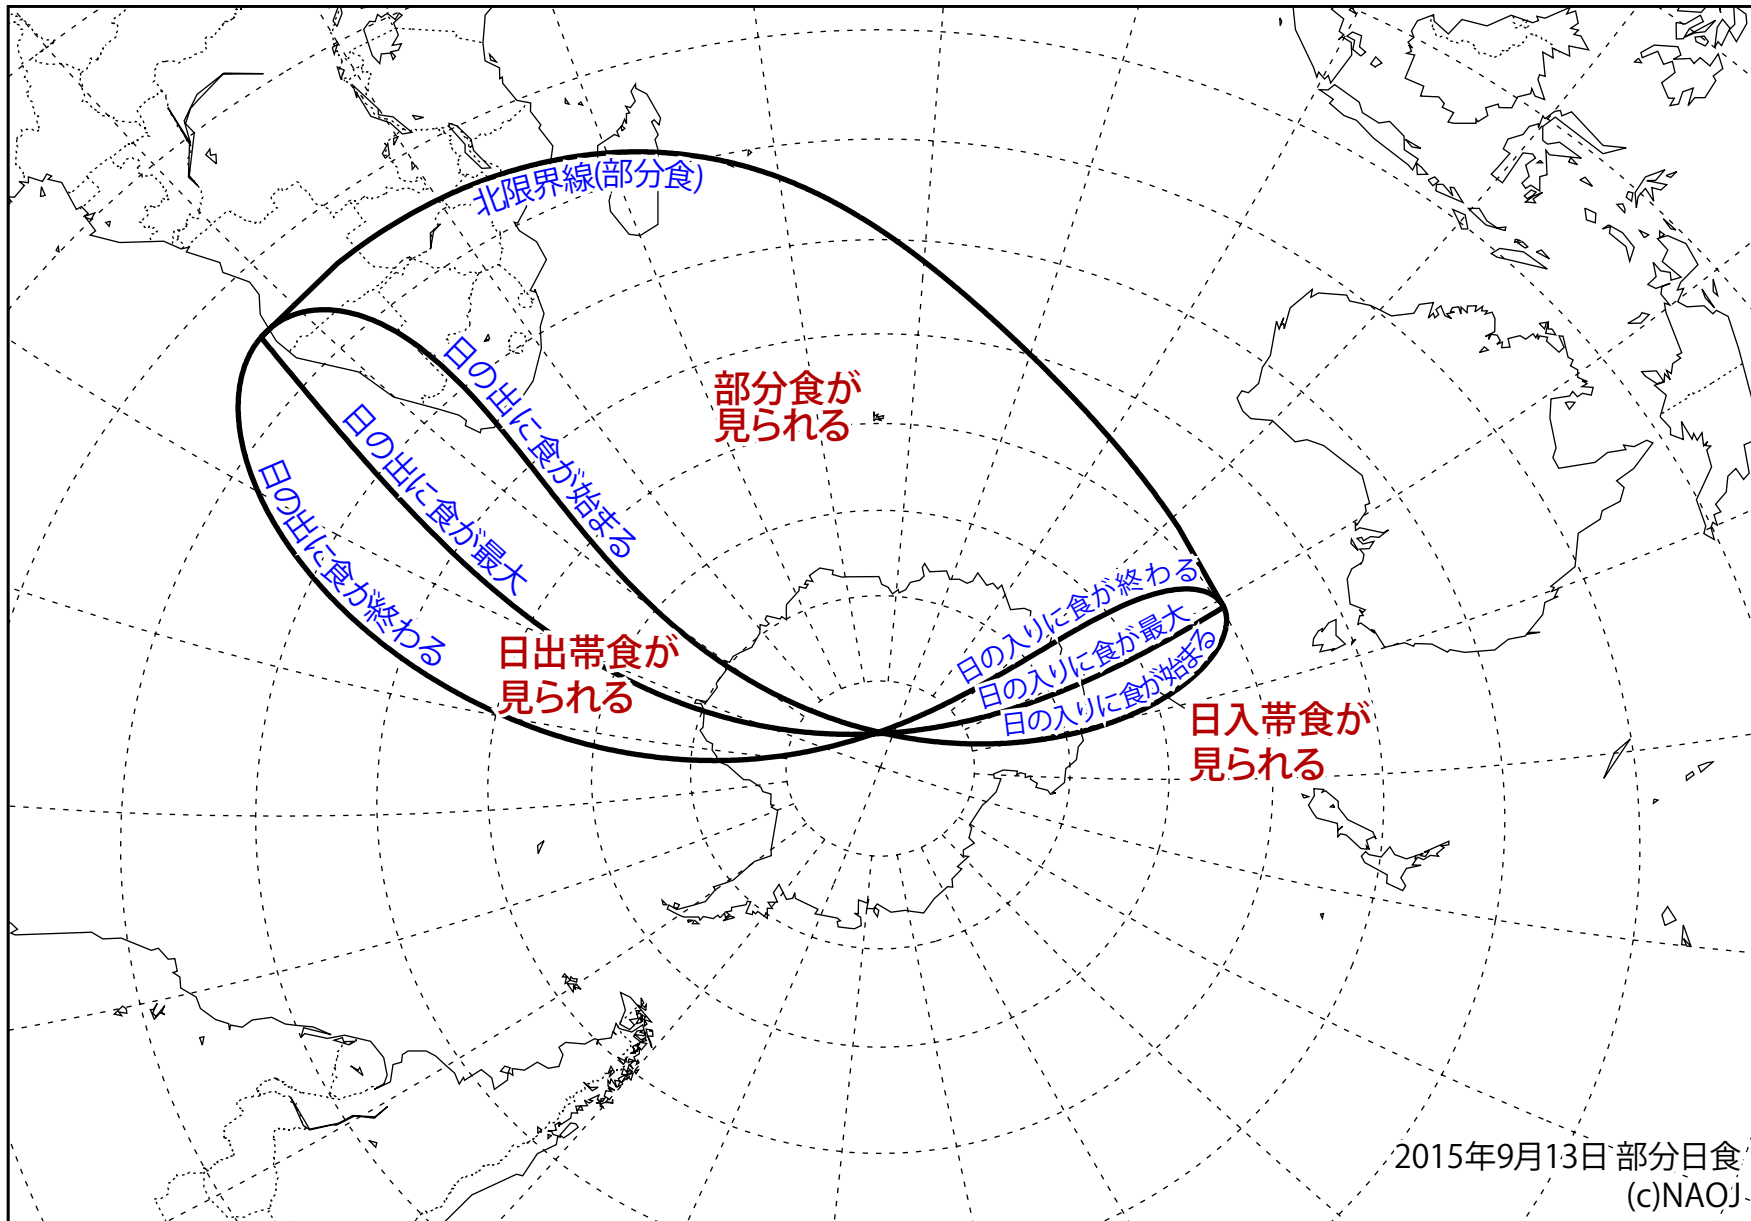 北限界線(部分食)
日の出に食が始まる
部分食が
見られる
日の出に食が最大
日の出に食が終わる
日出帯食が
見られる
日の入りに食が終わる
日の入りに食が最大
日の入りに食が始まる
日入帯食が
見られる
2015年9月13日 部分日食
(c)NAOJ